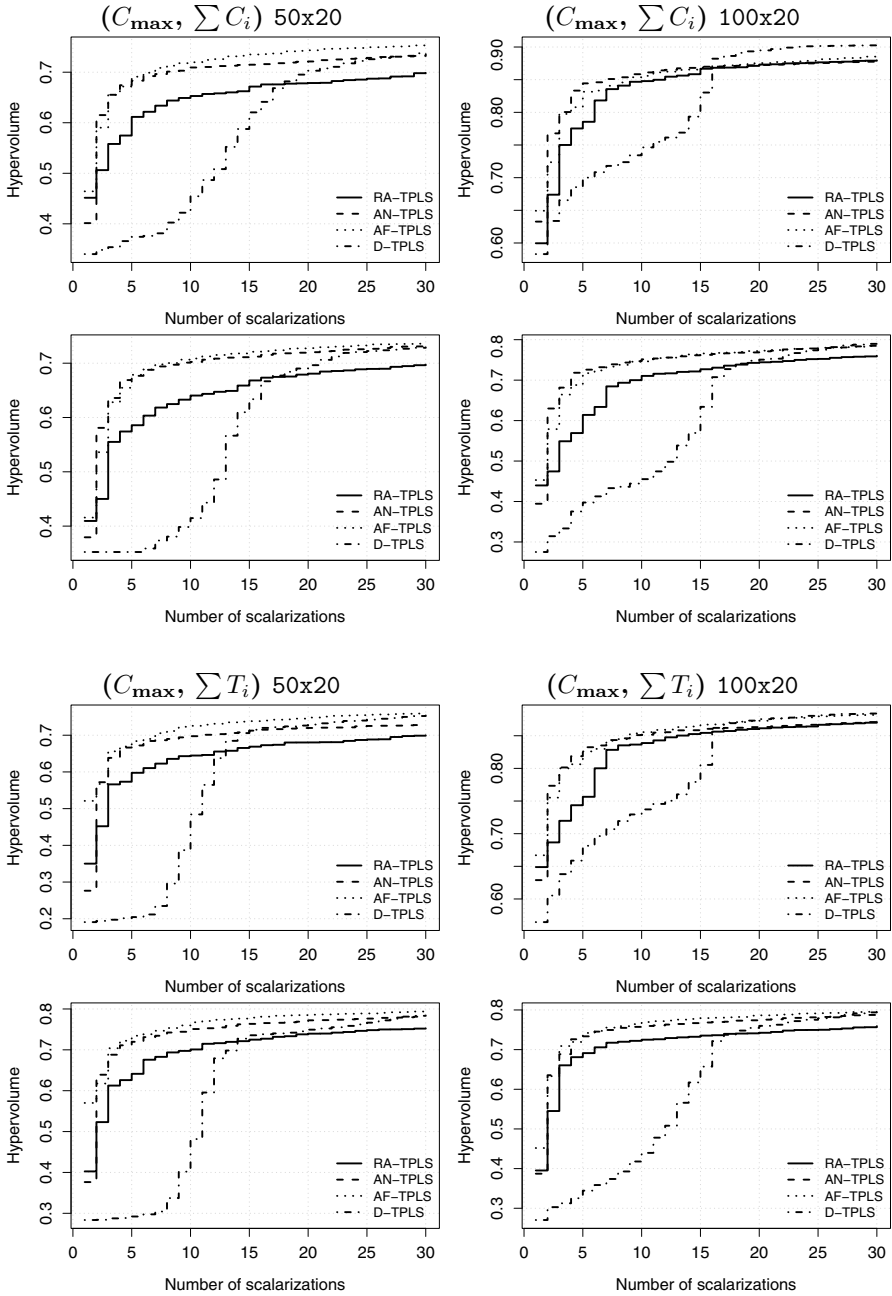 (C_max, ∑ C_i) 50x20
Hypervolume
0.7
0.6
0.5
0.4
RA−TPLS
AN−TPLS
AF−TPLS
D−TPLS
0 5 10 15 20 25 30
Number of scalarizations
(C_max, ∑ C_i) 100x20
Hypervolume
0.90
0.80
0.70
0.60
RA−TPLS
AN−TPLS
AF−TPLS
D−TPLS
0 5 10 15 20 25 30
Number of scalarizations
Hypervolume
0.7
0.6
0.5
0.4
RA−TPLS
AN−TPLS
AF−TPLS
D−TPLS
0 5 10 15 20 25 30
Number of scalarizations
Hypervolume
0.8
0.7
0.6
0.5
0.4
0.3
RA−TPLS
AN−TPLS
AF−TPLS
D−TPLS
0 5 10 15 20 25 30
Number of scalarizations
(C_max, ∑ T_i) 50x20
Hypervolume
0.7
0.6
0.5
0.4
0.3
0.2
RA−TPLS
AN−TPLS
AF−TPLS
D−TPLS
0 5 10 15 20 25 30
Number of scalarizations
(C_max, ∑ T_i) 100x20
Hypervolume
0.80
0.70
0.60
RA−TPLS
AN−TPLS
AF−TPLS
D−TPLS
0 5 10 15 20 25 30
Number of scalarizations
Hypervolume
0.8
0.7
0.6
0.5
0.4
0.3
RA−TPLS
AN−TPLS
AF−TPLS
D−TPLS
0 5 10 15 20 25 30
Number of scalarizations
Hypervolume
0.8
0.7
0.6
0.5
0.4
0.3
RA−TPLS
AN−TPLS
AF−TPLS
D−TPLS
0 5 10 15 20 25 30
Number of scalarizations